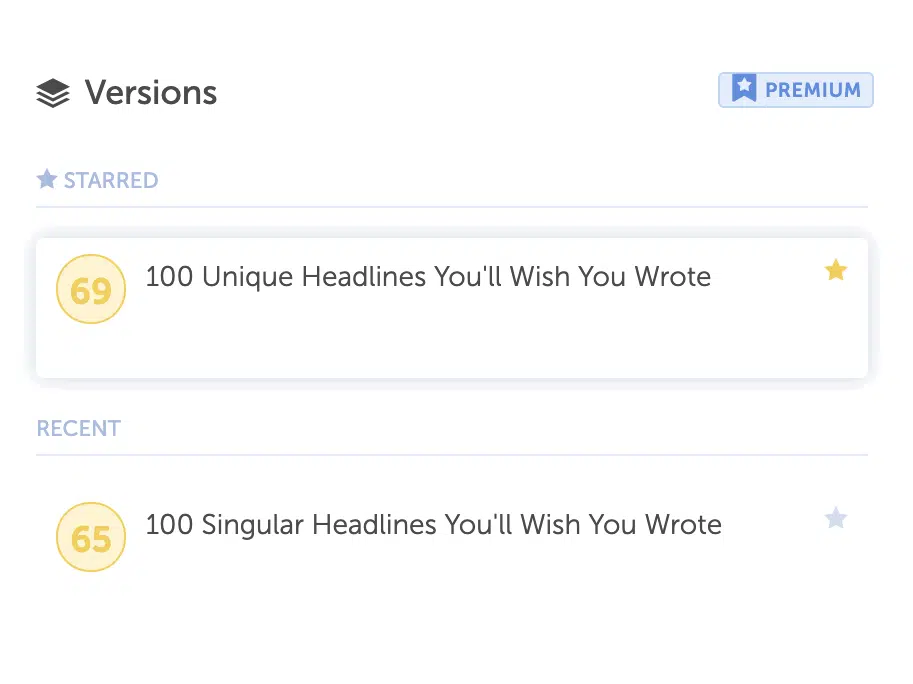 Versions
PREMIUM
STARRED
69
100 Unique Headlines You'll Wish You Wrote
RECENT
65
100 Singular Headlines You'll Wish You Wrote